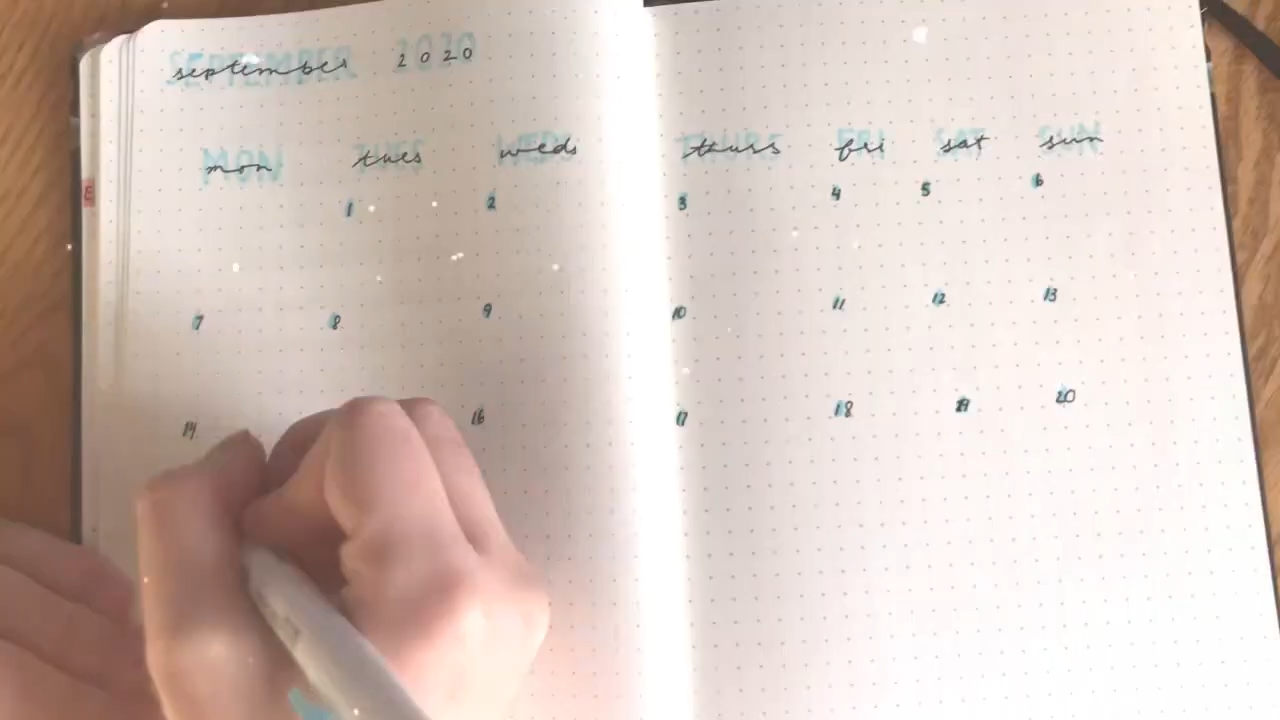 september 2020
mon tues weds thurs fri sat sun
1 2 3 4 5 6
7 8 9 10 11 12 13
14 16 17 18 19 20
E